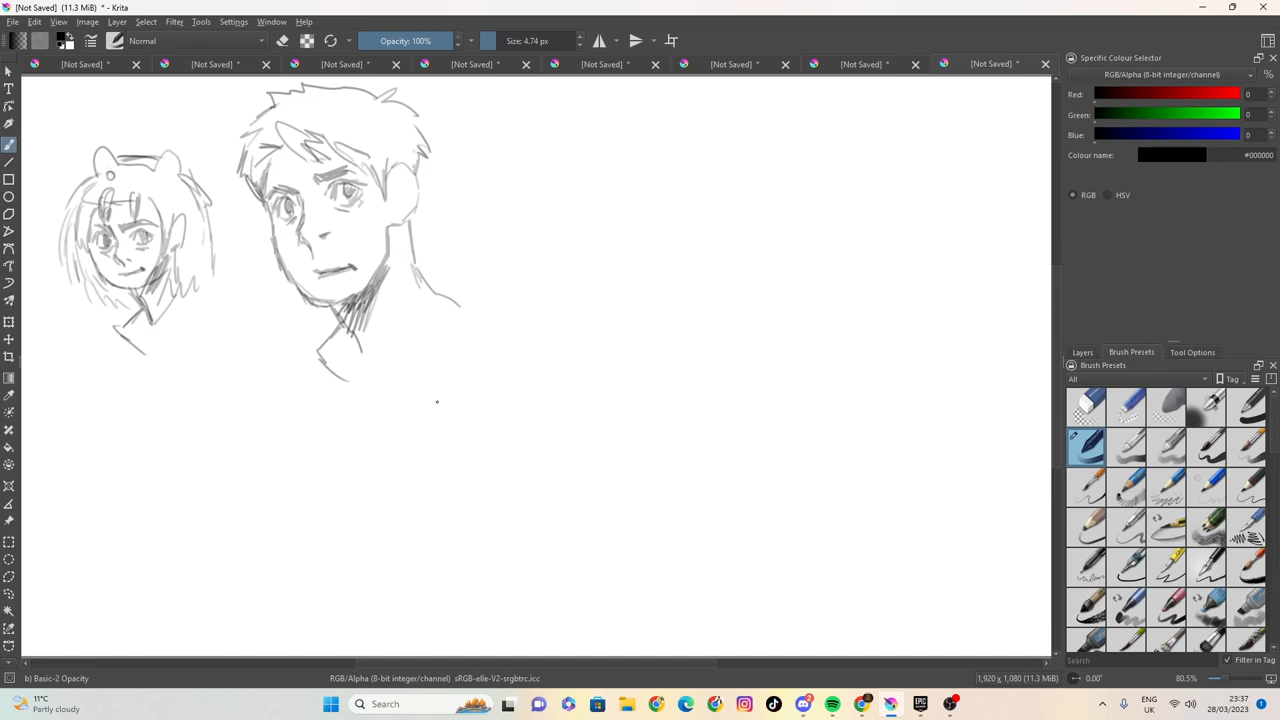 [Not Saved] (11.3 MiB) * - Krita
File Edit View Image Layer Select Filter Tools Settings Window Help
Normal Opacity: 100% Size: 4.74 px
[Not Saved] * [Not Saved] * [Not Saved] * [Not Saved] * [Not Saved] * [Not Saved] * [Not Saved] * [Not Saved] *
Specific Colour Selector
RGB/Alpha (8-bit integer/channel) %
Red: 0
Green: 0
Blue: 0
Colour name: #000000
RGB HSV
Layers Brush Presets Tool Options
Brush Presets
All Tag
Search Filter in Tag
b) Basic-2 Opacity RGB/Alpha (8-bit integer/channel) sRGB-elle-V2-srgbtrc.icc 1,920 x 1,080 (11.3 MiB) 0.00° 80.5%
11°C
Partly cloudy
Search
2
EPIC
GAMES
ENG
UK
23:37
28/03/2023